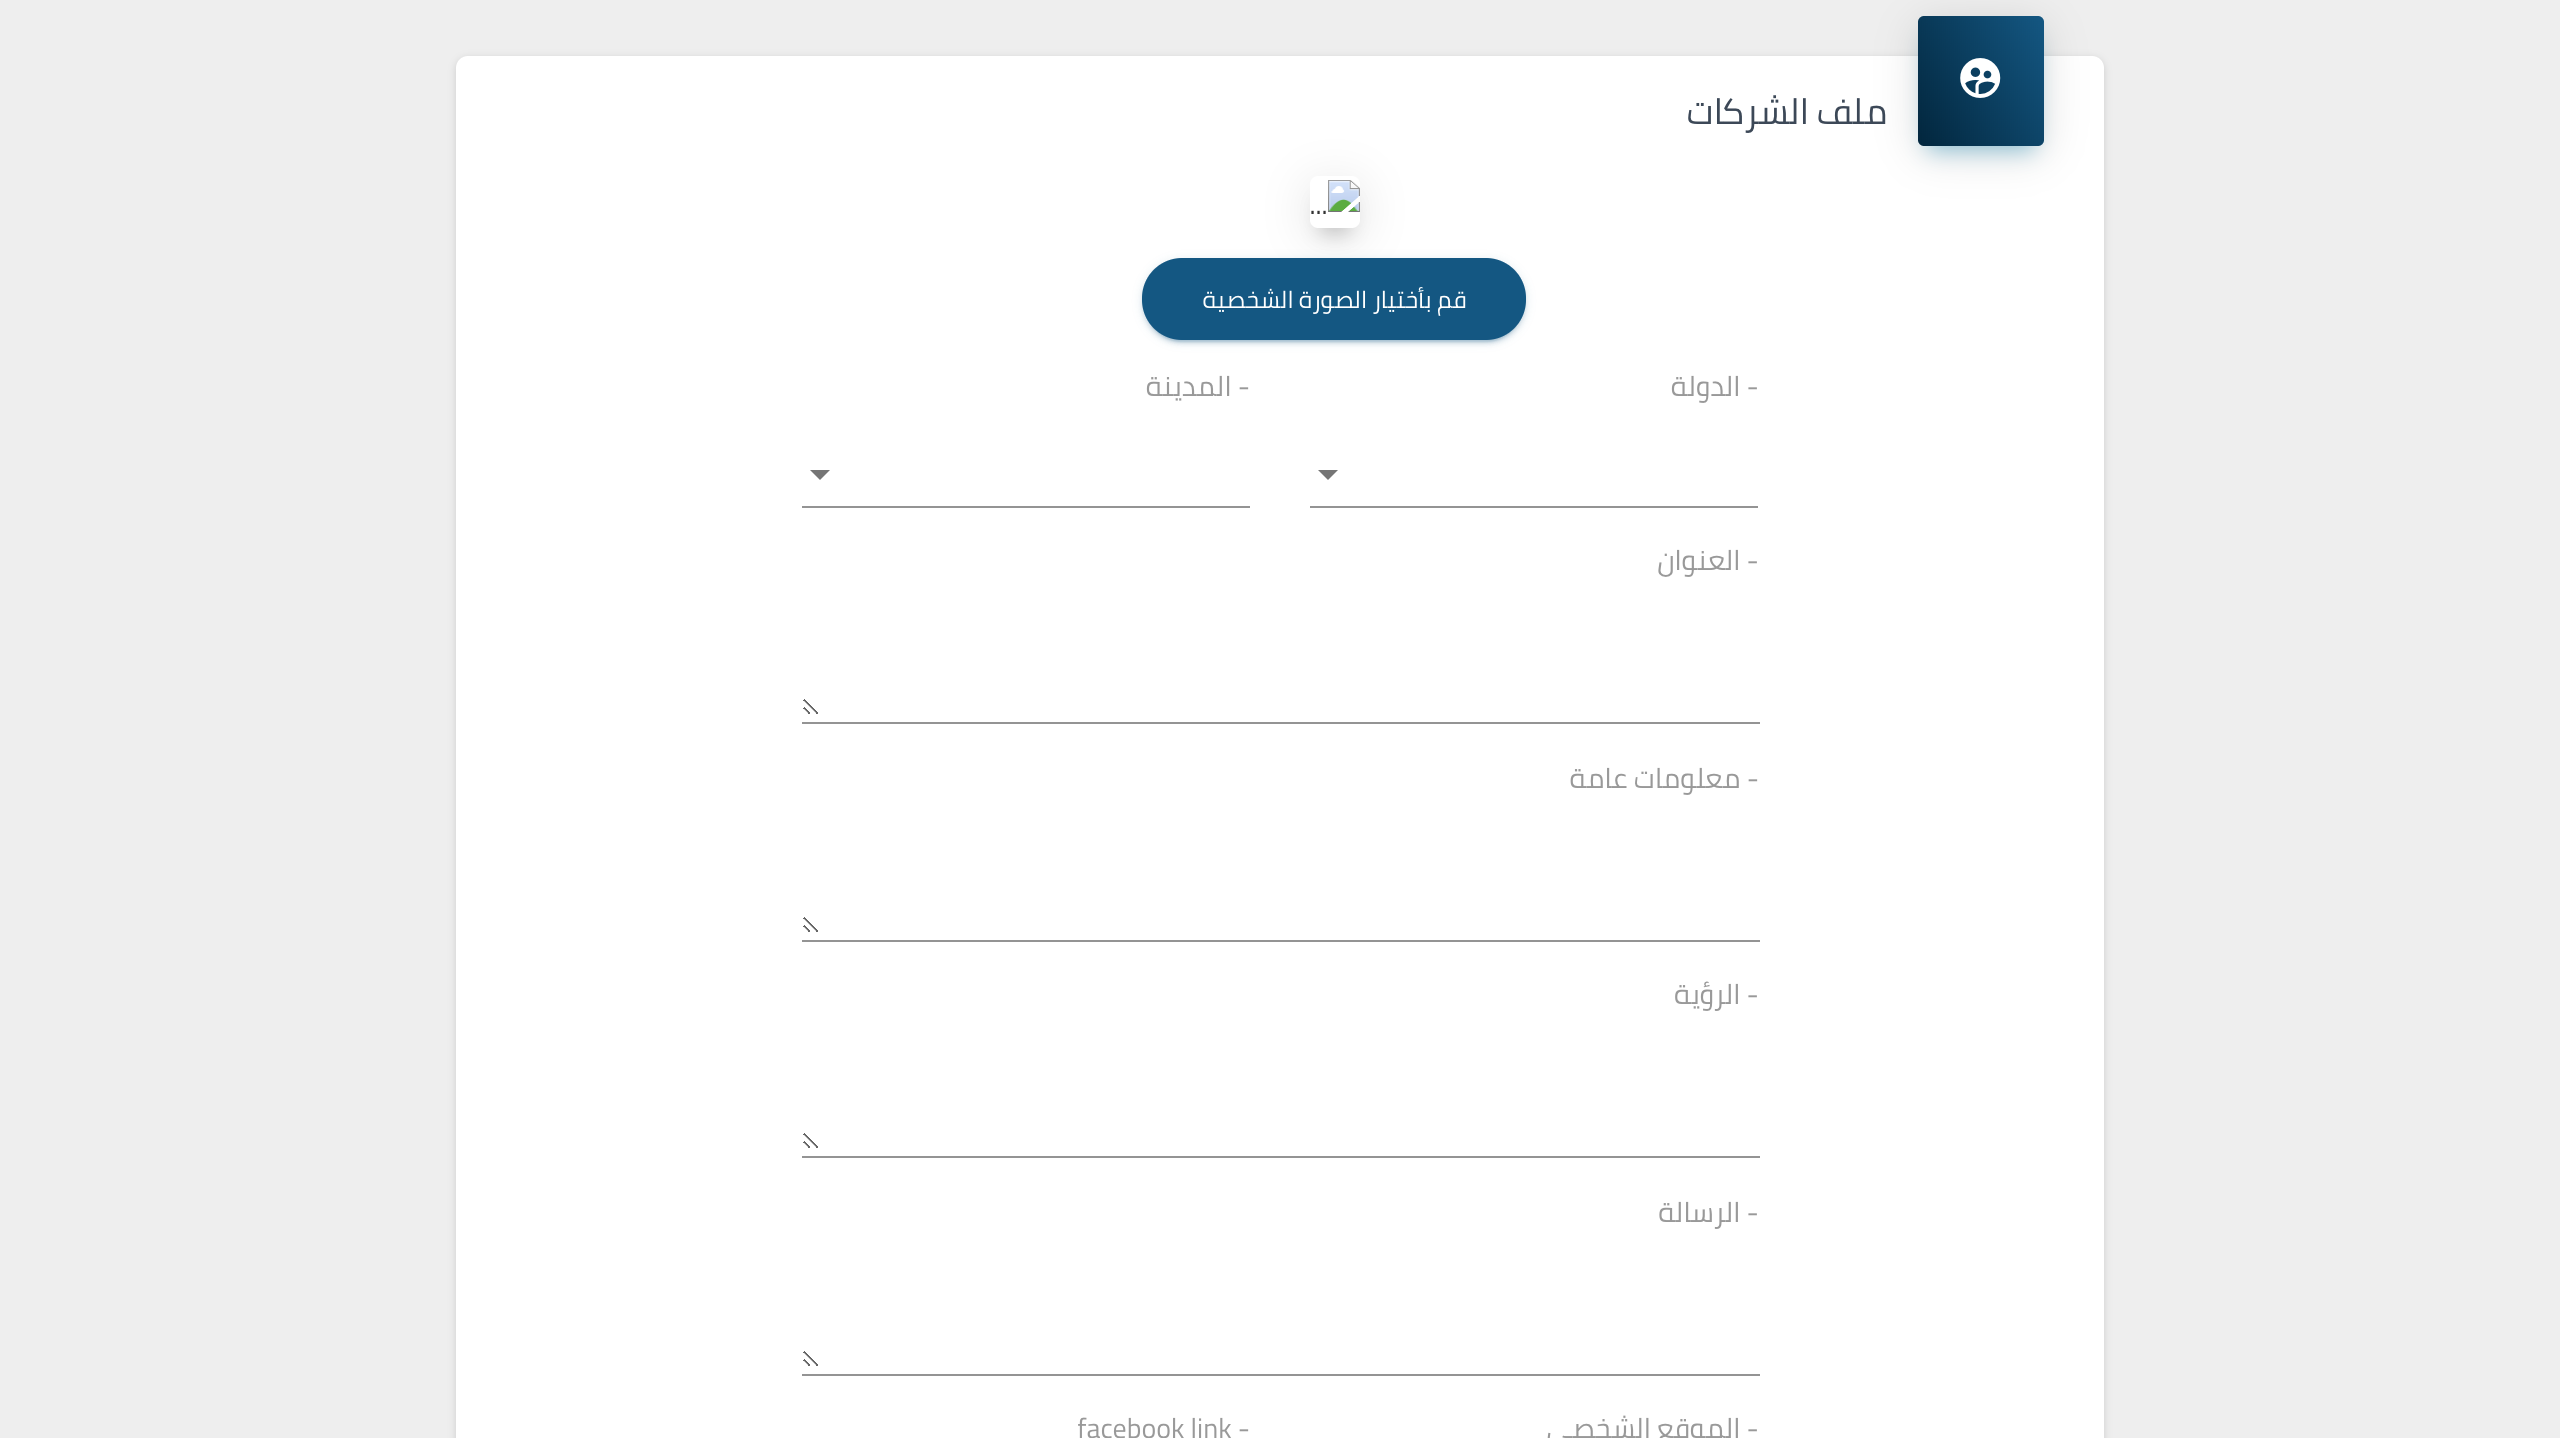 ملف الشركات
...
قم بأختيار الصورة الشخصية
- الدولة
- المدينة
- العنوان
- معلومات عامة
- الرؤية
- الرسالة
- الموقع الشخصي
- facebook link